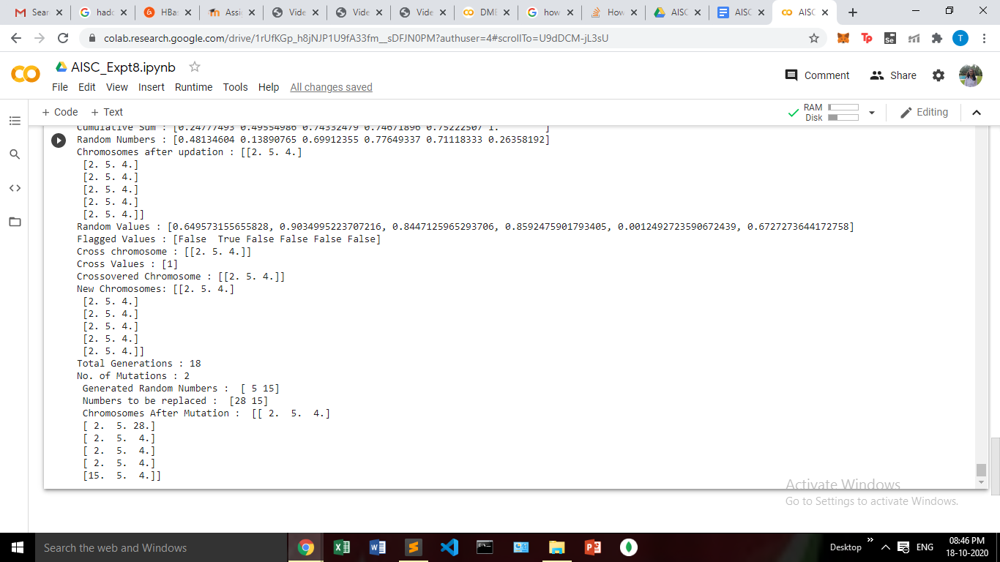 Sear
hado
HBas
Assi
Vide
Vide
Vide
DME
how
How
AISC
AISC
AISC
colab.research.google.com/drive/1rUfKGp_h8jNJP1U9fA33fm__sDFJN0PM?authuser=4#scrollTo=U9dDCM-jL3sU
Tp
Se
T
AISC_Expt8.ipynb
File Edit View Insert Runtime Tools Help All changes saved
Comment
Share
+ Code + Text
RAM
Disk
Editing
Cumulative Sum : [0.24777493 0.49554986 0.74332479 0.74671896 0.75222507 1. ]
Random Numbers : [0.48134604 0.13890765 0.69912355 0.77649337 0.71118333 0.26358192]
Chromosomes after updation : [[2. 5. 4.]
[2. 5. 4.]
[2. 5. 4.]
[2. 5. 4.]
[2. 5. 4.]
[2. 5. 4.]]
Random Values : [0.649573155655828, 0.9034995223707216, 0.8447125965293706, 0.8592475901793405, 0.0012492723590672439, 0.6727273644172758]
Flagged Values : [False  True False False False False]
Cross chromosome : [[2. 5. 4.]]
Cross Values : [1]
Crossovered Chromosome : [[2. 5. 4.]]
New Chromosomes: [[2. 5. 4.]
[2. 5. 4.]
[2. 5. 4.]
[2. 5. 4.]
[2. 5. 4.]
[2. 5. 4.]]
Total Generations : 18
No. of Mutations : 2
Generated Random Numbers :  [ 5 15]
Numbers to be replaced :  [28 15]
Chromosomes After Mutation :  [[ 2.  5.  4.]
[ 2.  5. 28.]
[ 2.  5.  4.]
[ 2.  5.  4.]
[ 2.  5.  4.]
[15.  5.  4.]]
Activate Windows
Go to Settings to activate Windows.
Search the web and Windows
Desktop
ENG
08:46 PM
18-10-2020